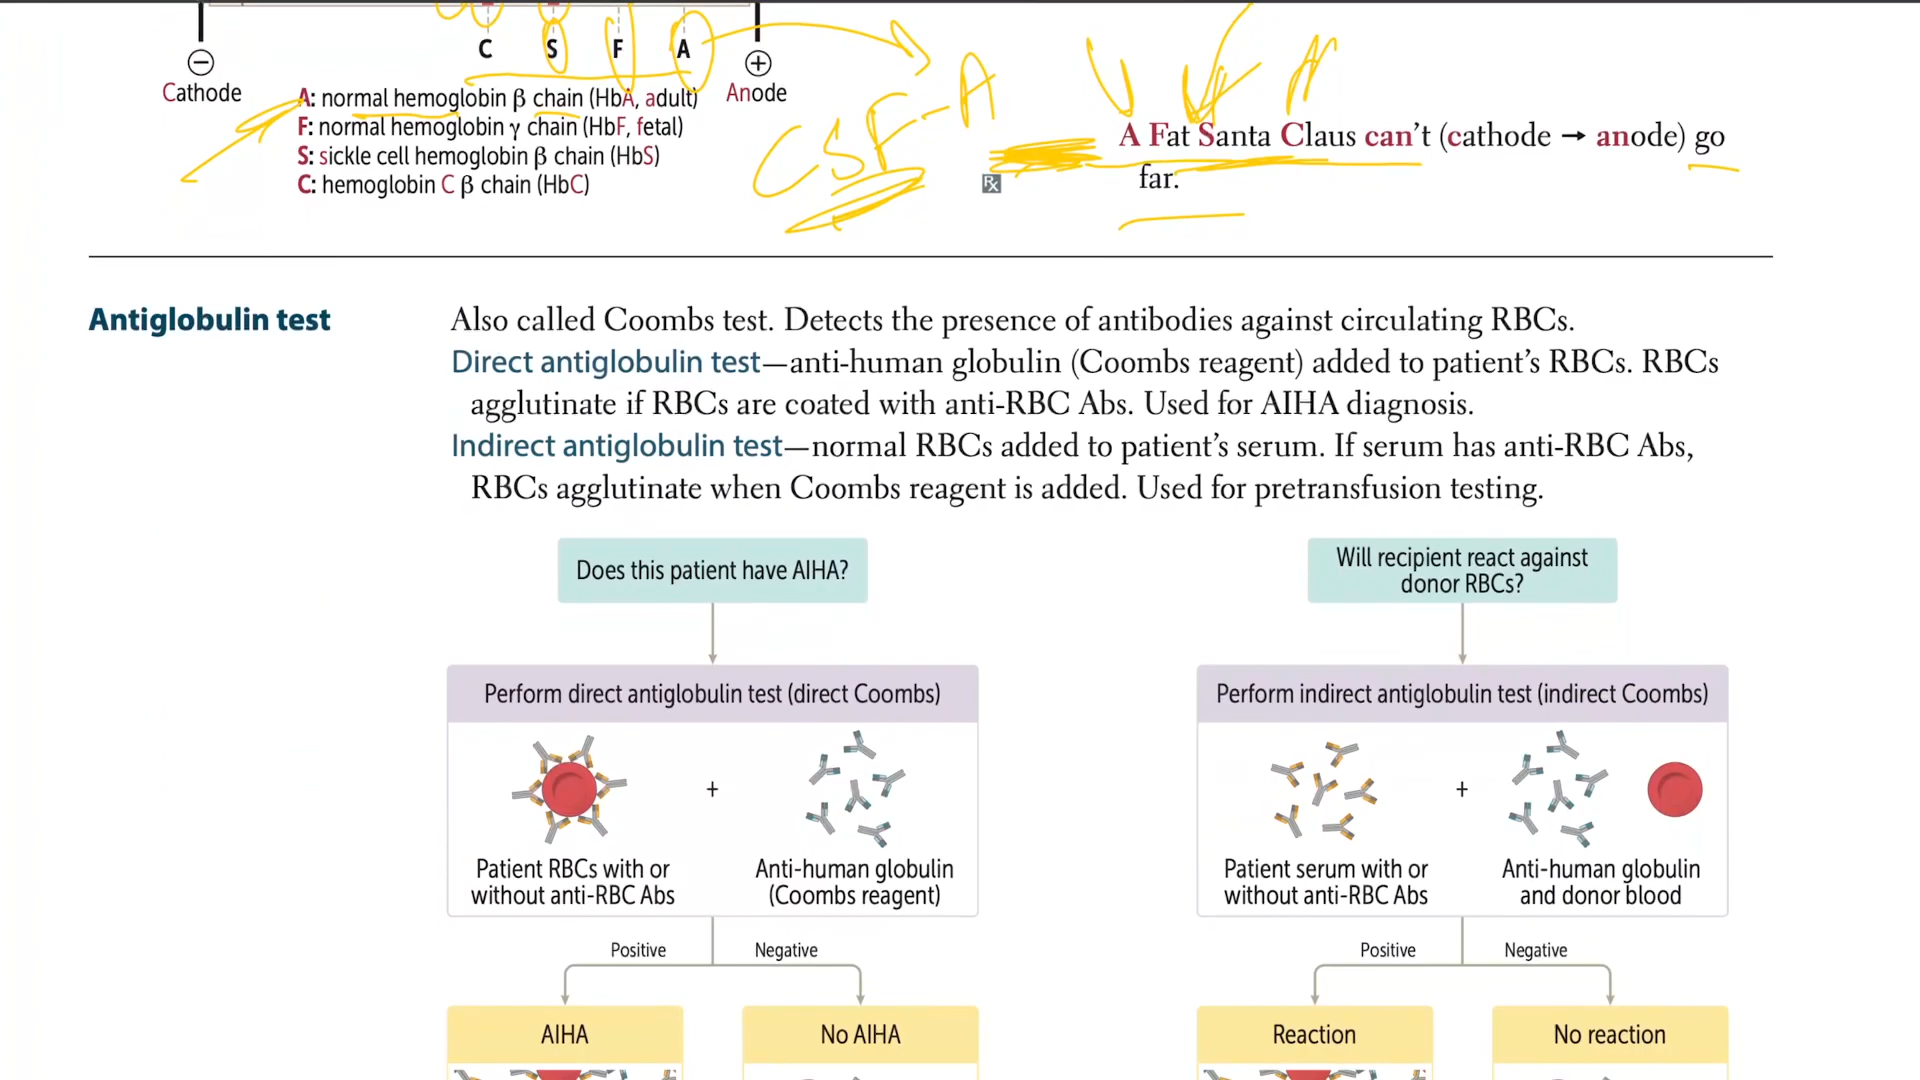 C S F A
− +
Cathode Anode
A: normal hemoglobin β chain (HbA, adult)
F: normal hemoglobin γ chain (HbF, fetal)
S: sickle cell hemoglobin β chain (HbS)
C: hemoglobin C β chain (HbC)
CSF-A
A Fat Santa Claus can’t (cathode → anode) go
far.
Rx
Antiglobulin test
Also called Coombs test. Detects the presence of antibodies against circulating RBCs.
Direct antiglobulin test—anti-human globulin (Coombs reagent) added to patient’s RBCs. RBCs
agglutinate if RBCs are coated with anti-RBC Abs. Used for AIHA diagnosis.
Indirect antiglobulin test—normal RBCs added to patient’s serum. If serum has anti-RBC Abs,
RBCs agglutinate when Coombs reagent is added. Used for pretransfusion testing.
Does this patient have AIHA?
Perform direct antiglobulin test (direct Coombs)
+
Patient RBCs with or
without anti-RBC Abs
Anti-human globulin
(Coombs reagent)
Positive Negative
AIHA No AIHA
Will recipient react against
donor RBCs?
Perform indirect antiglobulin test (indirect Coombs)
+
Patient serum with or
without anti-RBC Abs
Anti-human globulin
and donor blood
Positive Negative
Reaction No reaction